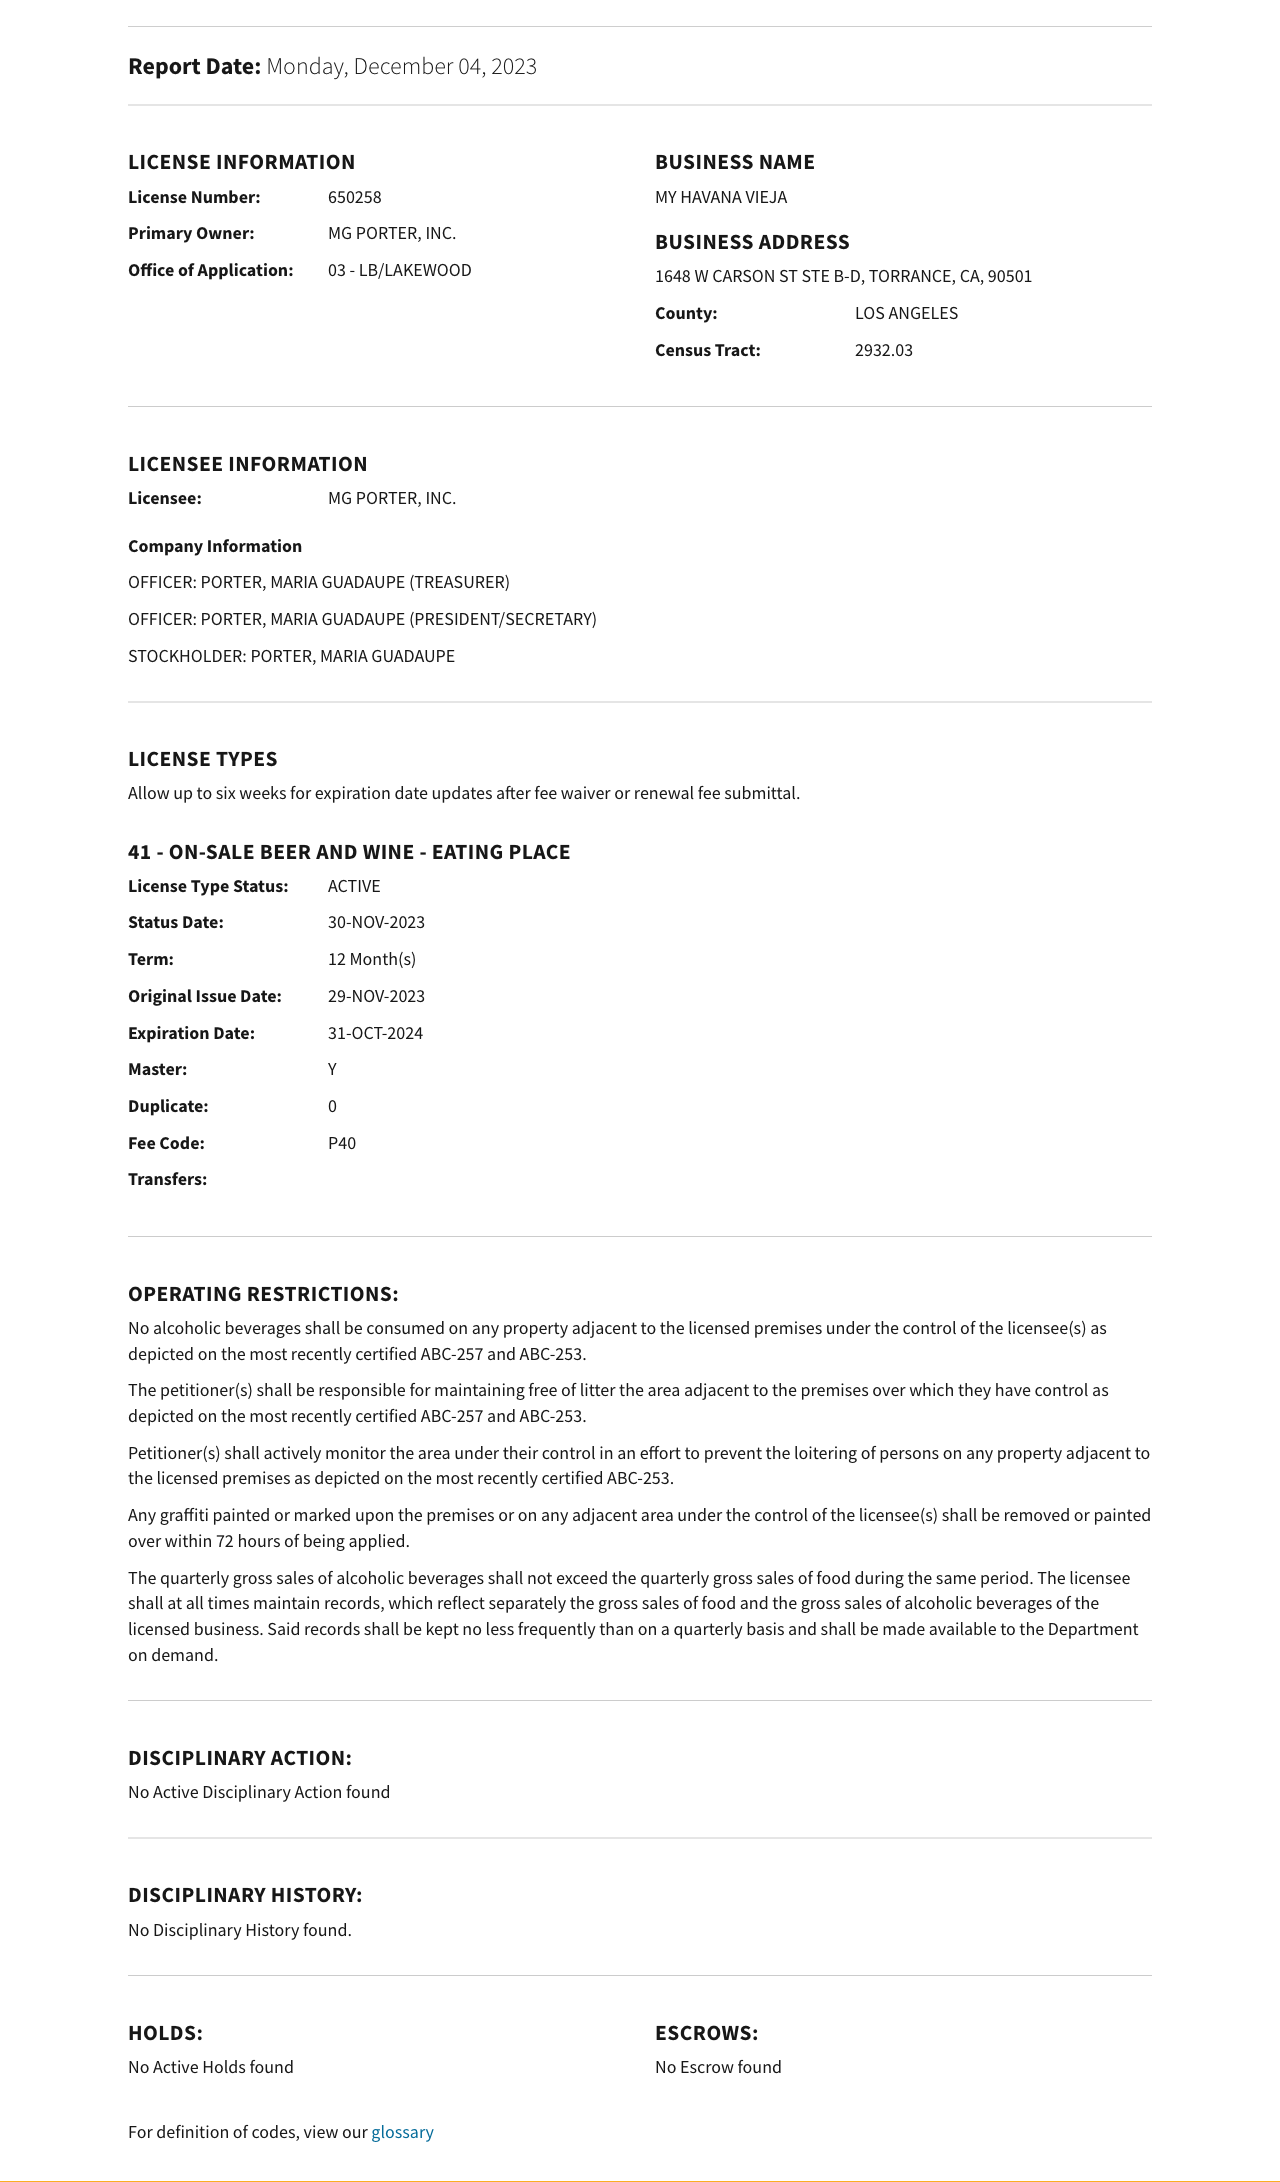 Report Date: Monday, December 04, 2023
LICENSE INFORMATION
License Number: 650258
Primary Owner: MG PORTER, INC.
Office of Application: 03 - LB/LAKEWOOD
BUSINESS NAME
MY HAVANA VIEJA
BUSINESS ADDRESS
1648 W CARSON ST STE B-D, TORRANCE, CA, 90501
County: LOS ANGELES
Census Tract: 2932.03
LICENSEE INFORMATION
Licensee: MG PORTER, INC.
Company Information
OFFICER: PORTER, MARIA GUADAUPE (TREASURER)
OFFICER: PORTER, MARIA GUADAUPE (PRESIDENT/SECRETARY)
STOCKHOLDER: PORTER, MARIA GUADAUPE
LICENSE TYPES
Allow up to six weeks for expiration date updates after fee waiver or renewal fee submittal.
41 - ON-SALE BEER AND WINE - EATING PLACE
License Type Status: ACTIVE
Status Date: 30-NOV-2023
Term: 12 Month(s)
Original Issue Date: 29-NOV-2023
Expiration Date: 31-OCT-2024
Master: Y
Duplicate: 0
Fee Code: P40
Transfers:
OPERATING RESTRICTIONS:
No alcoholic beverages shall be consumed on any property adjacent to the licensed premises under the control of the licensee(s) as
depicted on the most recently certified ABC-257 and ABC-253.
The petitioner(s) shall be responsible for maintaining free of litter the area adjacent to the premises over which they have control as
depicted on the most recently certified ABC-257 and ABC-253.
Petitioner(s) shall actively monitor the area under their control in an effort to prevent the loitering of persons on any property adjacent to
the licensed premises as depicted on the most recently certified ABC-253.
Any graffiti painted or marked upon the premises or on any adjacent area under the control of the licensee(s) shall be removed or painted
over within 72 hours of being applied.
The quarterly gross sales of alcoholic beverages shall not exceed the quarterly gross sales of food during the same period. The licensee
shall at all times maintain records, which reflect separately the gross sales of food and the gross sales of alcoholic beverages of the
licensed business. Said records shall be kept no less frequently than on a quarterly basis and shall be made available to the Department
on demand.
DISCIPLINARY ACTION:
No Active Disciplinary Action found
DISCIPLINARY HISTORY:
No Disciplinary History found.
HOLDS:
No Active Holds found
ESCROWS:
No Escrow found
For definition of codes, view our glossary